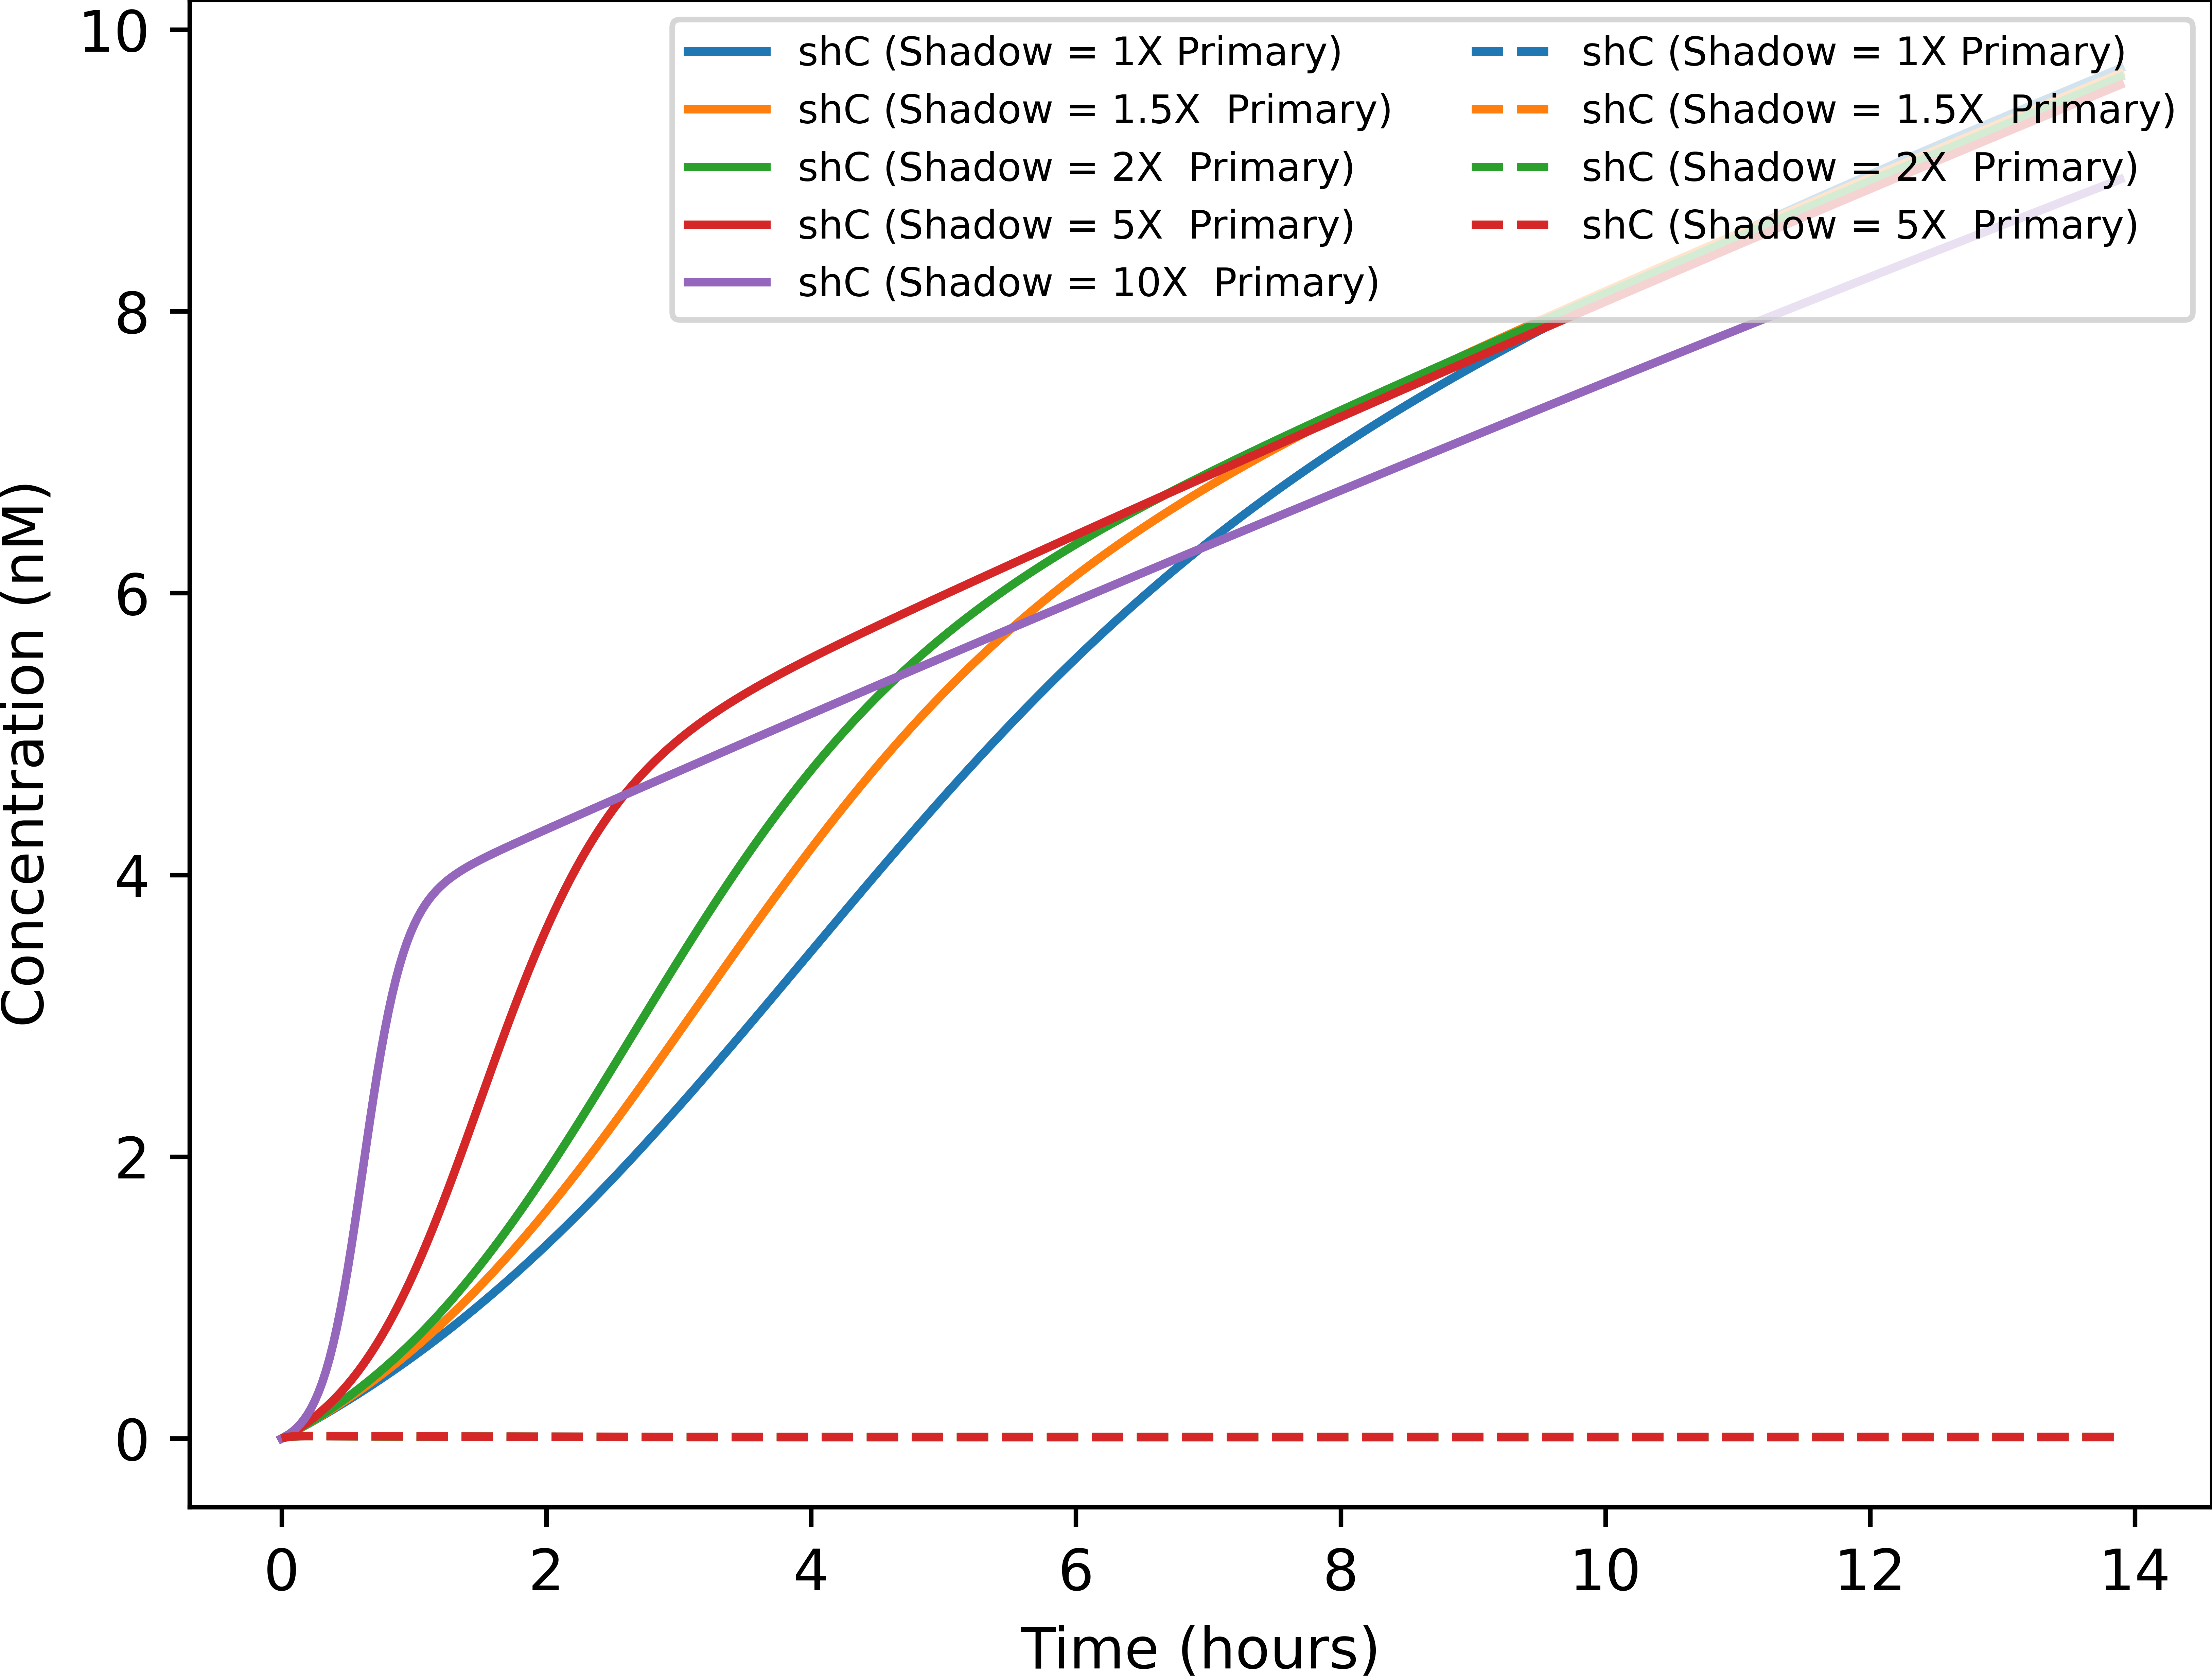 10
8
6
4
2
0
Concentration (nM)
shC (Shadow = 1X Primary)
shC (Shadow = 1.5X  Primary)
shC (Shadow = 2X  Primary)
shC (Shadow = 5X  Primary)
shC (Shadow = 10X  Primary)
shC (Shadow = 1X Primary)
shC (Shadow = 1.5X  Primary)
shC (Shadow = 2X  Primary)
shC (Shadow = 5X  Primary)
0 2 4 6 8 10 12 14
Time (hours)